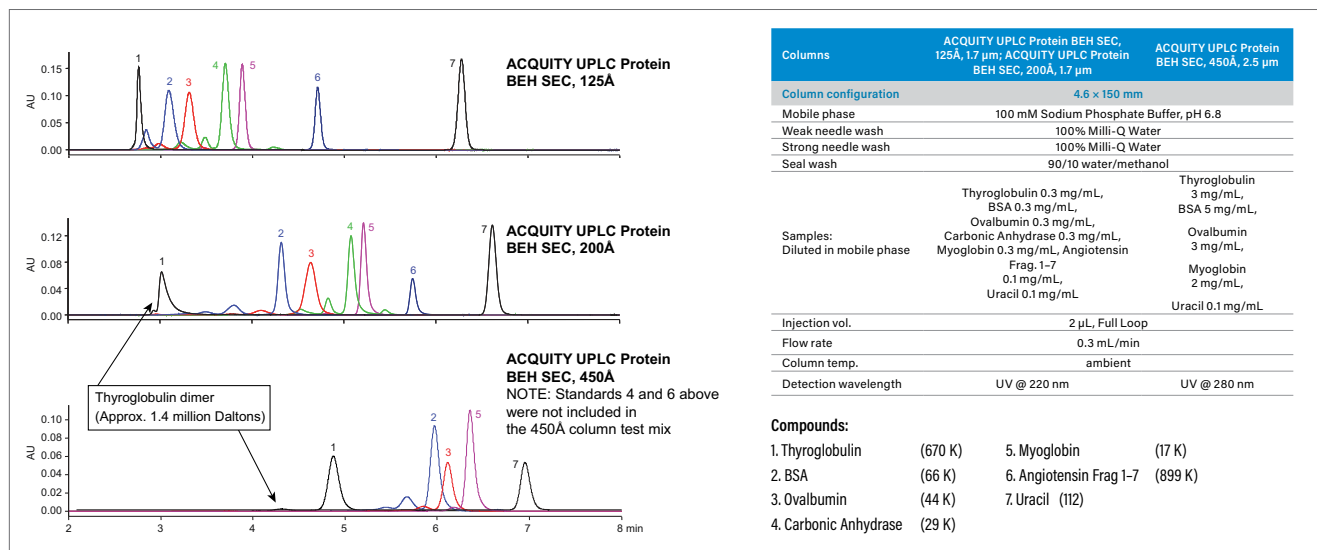 ACQUITY UPLC Protein
BEH SEC, 125Å
AU
0.15
0.10
0.05
0.00
1
2
3
4
5
6
7
ACQUITY UPLC Protein
BEH SEC, 200Å
AU
0.12
0.08
0.04
0.00
1
2
3
4
5
6
7
ACQUITY UPLC Protein
BEH SEC, 450Å
NOTE: Standards 4 and 6 above
were not included in
the 450Å column test mix
Thyroglobulin dimer
(Approx. 1.4 million Daltons)
AU
0.10
0.08
0.06
0.04
0.02
0.00
1
2
3
5
7
2
3
4
5
6
7
8 min
Columns
ACQUITY UPLC Protein BEH SEC,
125Å, 1.7 µm; ACQUITY UPLC Protein
BEH SEC, 200Å, 1.7 µm
ACQUITY UPLC Protein
BEH SEC, 450Å, 2.5 µm
Column configuration
4.6 × 150 mm
Mobile phase
100 mM Sodium Phosphate Buffer, pH 6.8
Weak needle wash
100% Milli-Q Water
Strong needle wash
100% Milli-Q Water
Seal wash
90/10 water/methanol
Samples:
Diluted in mobile phase
Thyroglobulin 0.3 mg/mL,
BSA 0.3 mg/mL,
Ovalbumin 0.3 mg/mL,
Carbonic Anhydrase 0.3 mg/mL,
Myoglobin 0.3 mg/mL, Angiotensin
Frag. 1–7
0.1 mg/mL,
Uracil 0.1 mg/mL
Thyroglobulin
3 mg/mL,
BSA 5 mg/mL,
Ovalbumin
3 mg/mL,
Myoglobin
2 mg/mL,
Uracil 0.1 mg/mL
Injection vol.
2 µL, Full Loop
Flow rate
0.3 mL/min
Column temp.
ambient
Detection wavelength
UV @ 220 nm
UV @ 280 nm
Compounds:
1. Thyroglobulin (670 K)
2. BSA (66 K)
3. Ovalbumin (44 K)
4. Carbonic Anhydrase (29 K)
5. Myoglobin (17 K)
6. Angiotensin Frag 1–7 (899 K)
7. Uracil (112)